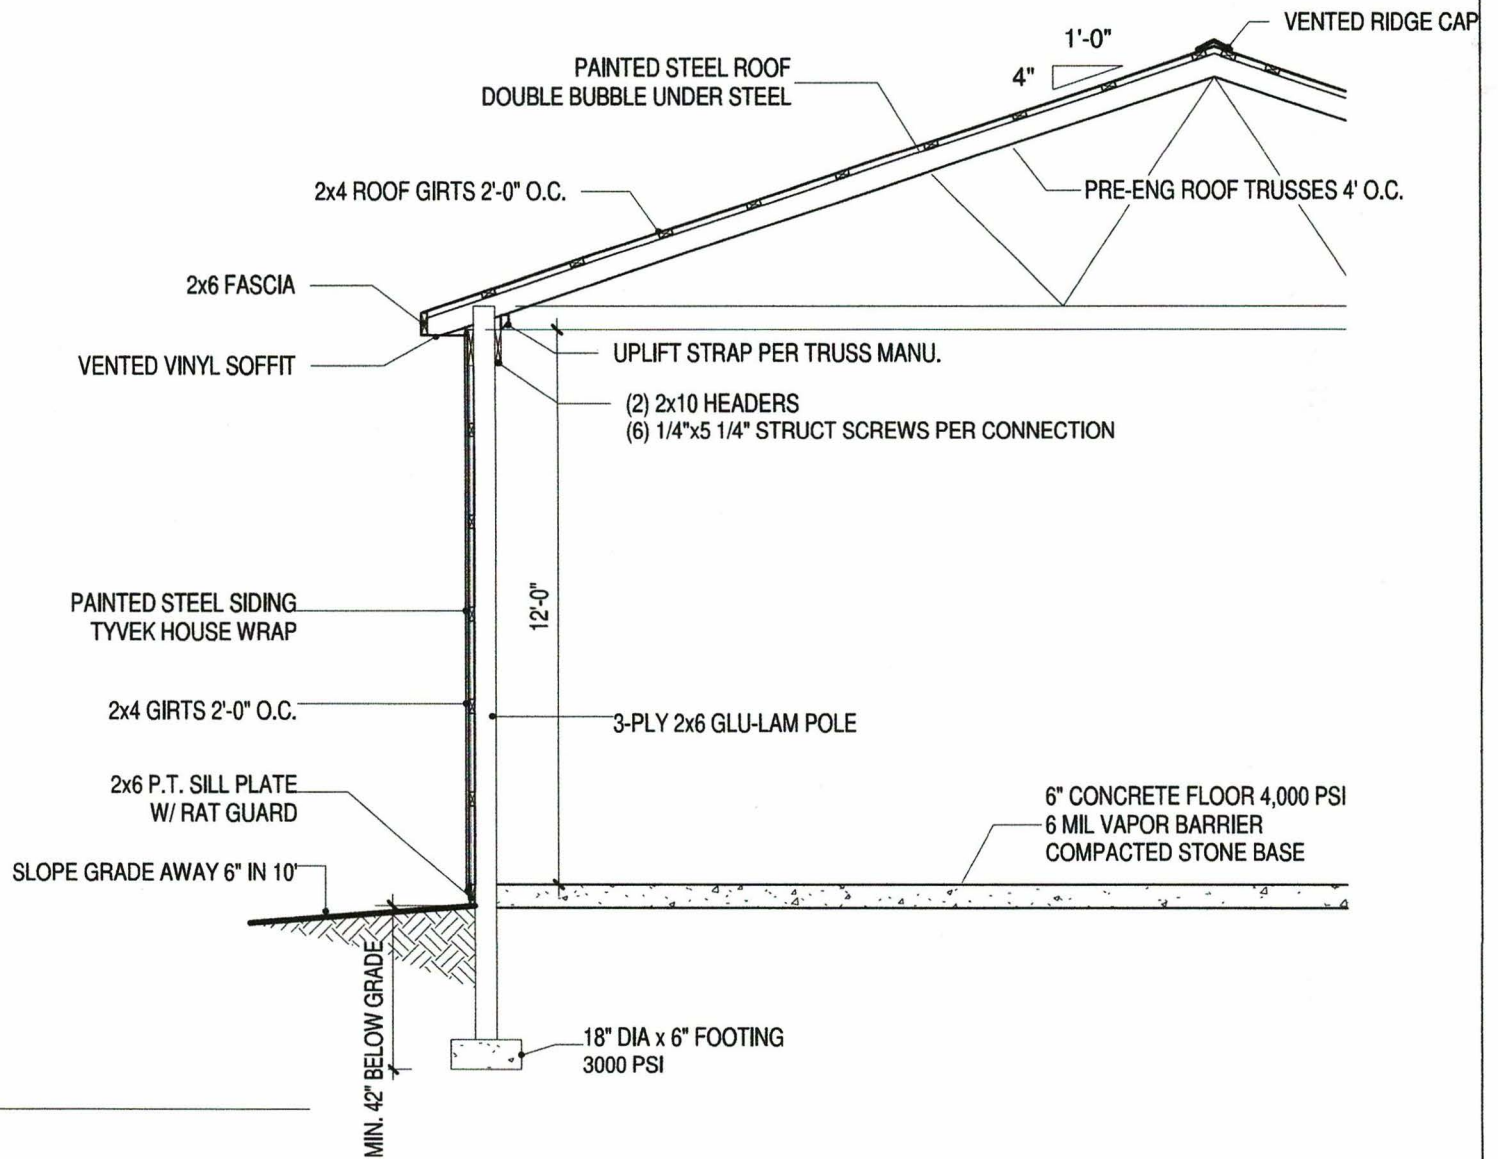 VENTED RIDGE CAP
1'-0"
4"
PAINTED STEEL ROOF
DOUBLE BUBBLE UNDER STEEL
2x4 ROOF GIRTS 2'-0" O.C.
PRE-ENG ROOF TRUSSES 4' O.C.
2x6 FASCIA
VENTED VINYL SOFFIT
UPLIFT STRAP PER TRUSS MANU.
(2) 2x10 HEADERS
(6) 1/4"x5 1/4" STRUCT SCREWS PER CONNECTION
12'-0"
PAINTED STEEL SIDING
TYVEK HOUSE WRAP
2x4 GIRTS 2'-0" O.C.
3-PLY 2x6 GLU-LAM POLE
2x6 P.T. SILL PLATE
W/ RAT GUARD
6" CONCRETE FLOOR 4,000 PSI
6 MIL VAPOR BARRIER
COMPACTED STONE BASE
SLOPE GRADE AWAY 6" IN 10'
MIN. 42" BELOW GRADE
18" DIA x 6" FOOTING
3000 PSI